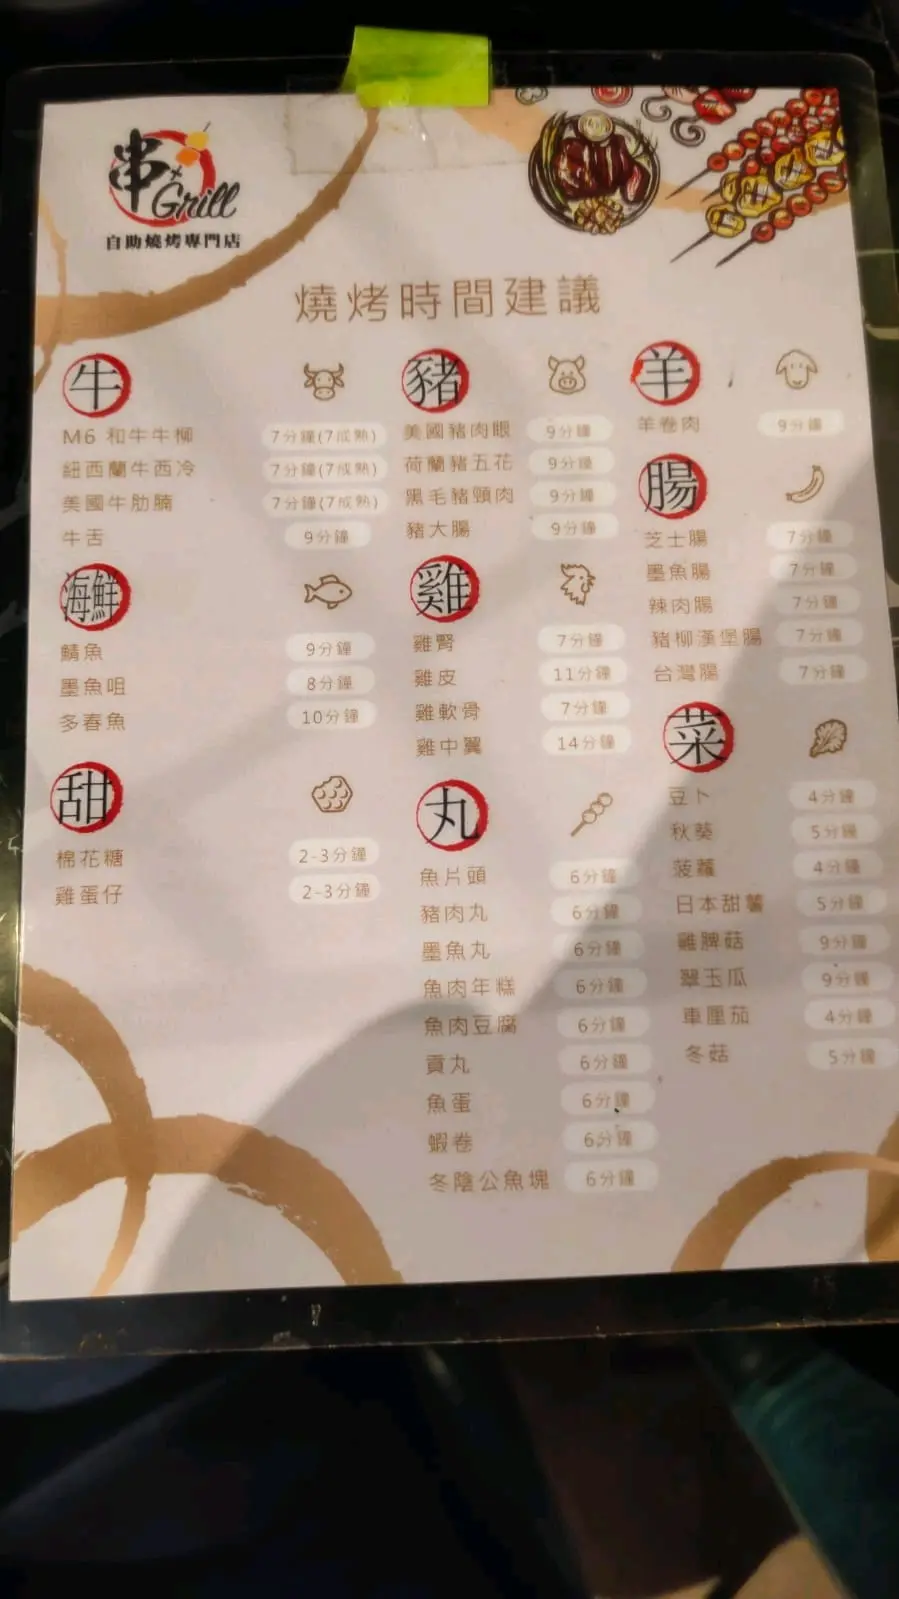 串
+
Grill
自助燒烤專門店
燒烤時間建議
牛
M6 和牛牛柳 7分鐘(7成熟)
紐西蘭牛西冷 7分鐘(7成熟)
美國牛肋腩 7分鐘(7成熟)
牛舌 9分鐘
海鮮
鯖魚 9分鐘
墨魚咀 8分鐘
多春魚 10分鐘
甜
棉花糖 2-3分鐘
雞蛋仔 2-3分鐘
豬
美國豬肉眼 9分鐘
荷蘭豬五花 9分鐘
黑毛豬頸肉 9分鐘
豬大腸 9分鐘
雞
雞腎 7分鐘
雞皮 11分鐘
雞軟骨 7分鐘
雞中翼 14分鐘
丸
魚片頭 6分鐘
豬肉丸 6分鐘
墨魚丸 6分鐘
魚肉年糕 6分鐘
魚肉豆腐 6分鐘
貢丸 6分鐘
魚蛋 6分鐘
蝦卷 6分鐘
冬陰公魚塊 6分鐘
羊
羊卷肉 9分鐘
腸
芝士腸 7分鐘
墨魚腸 7分鐘
辣肉腸 7分鐘
豬柳漢堡腸 7分鐘
台灣腸 7分鐘
菜
豆卜 4分鐘
秋葵 5分鐘
菠蘿 4分鐘
日本甜薯 5分鐘
雞脾菇 9分鐘
翠玉瓜 9分鐘
車厘茄 4分鐘
冬菇 5分鐘